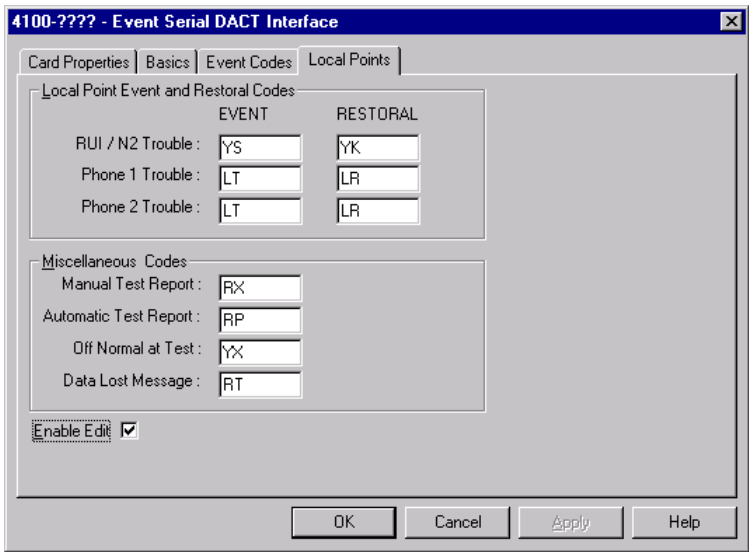 4100-???? - Event Serial DACT Interface
Card Properties Basics Event Codes Local Points
Local Point Event and Restoral Codes
EVENT RESTORAL
RUI / N2 Trouble : YS YK
Phone 1 Trouble : LT LR
Phone 2 Trouble : LT LR
Miscellaneous Codes
Manual Test Report : RX
Automatic Test Report : RP
Off Normal at Test : YX
Data Lost Message : RT
Enable Edit
OK Cancel Apply Help